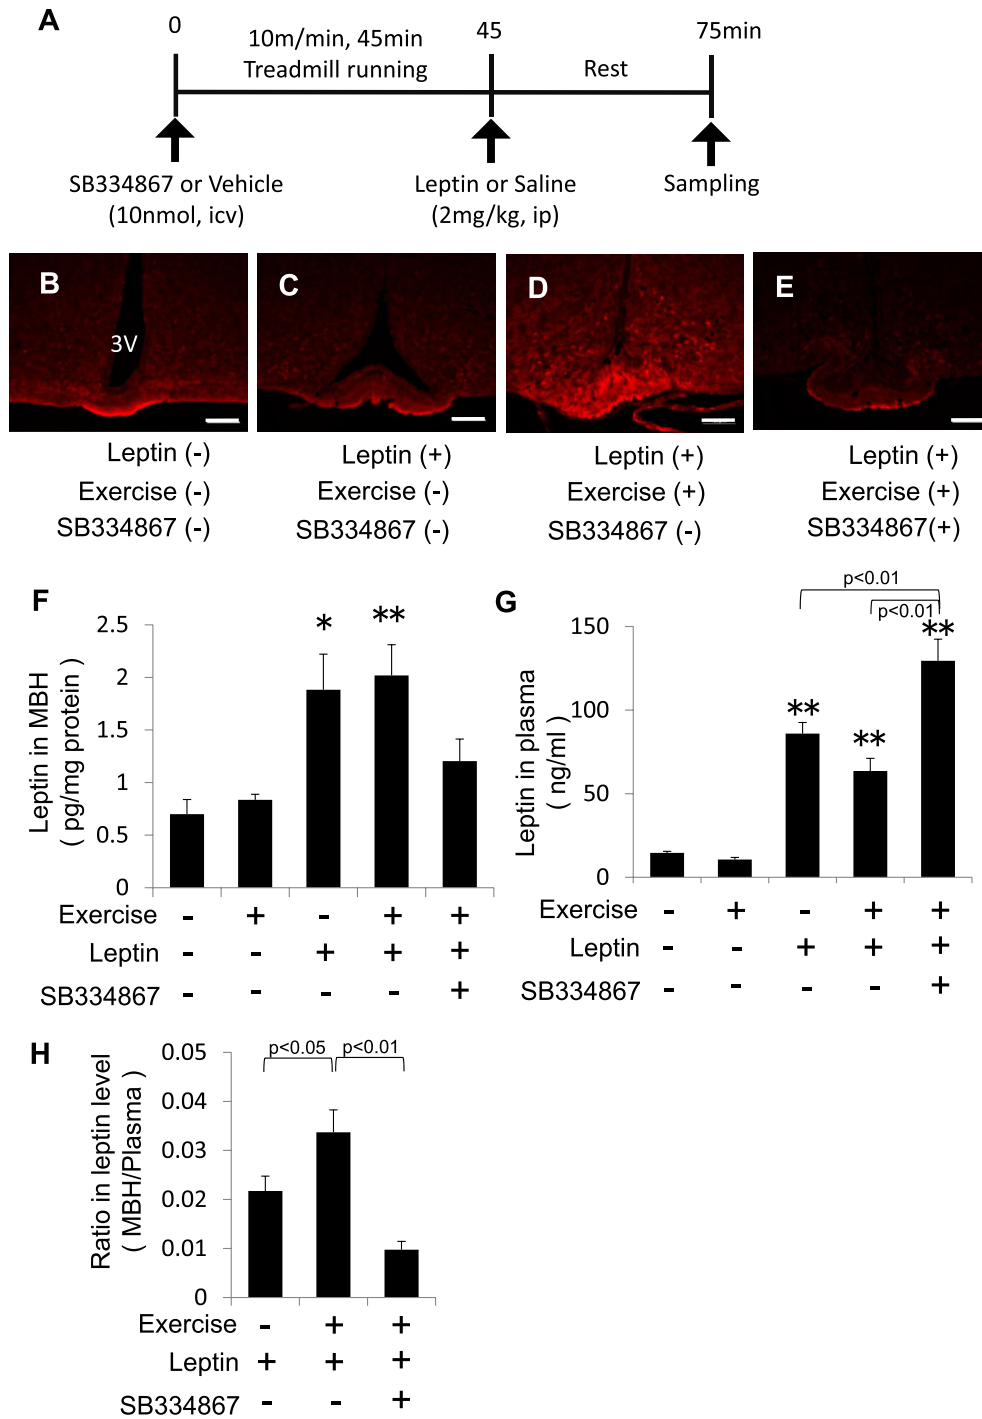 A
0
45
75min
10m/min, 45min
Treadmill running
Rest
SB334867 or Vehicle
(10nmol, icv)
Leptin or Saline
(2mg/kg, ip)
Sampling
B
3V
C
D
E
Leptin (-)
Exercise (-)
SB334867 (-)
Leptin (+)
Exercise (-)
SB334867 (-)
Leptin (+)
Exercise (+)
SB334867 (-)
Leptin (+)
Exercise (+)
SB334867(+)
F
Leptin in MBH
( pg/mg protein )
2.5
2
1.5
1
0.5
0
*
**
Exercise - + - + +
Leptin - - + + +
SB334867 - - - - +
G
Leptin in plasma
( ng/ml )
150
100
50
0
p<0.01
p<0.01
**
**
**
Exercise - + - + +
Leptin - - + + +
SB334867 - - - - +
H
Ratio in leptin level
( MBH/Plasma )
0.05
0.04
0.03
0.02
0.01
0
p<0.05
p<0.01
Exercise - + +
Leptin + + +
SB334867 - - +